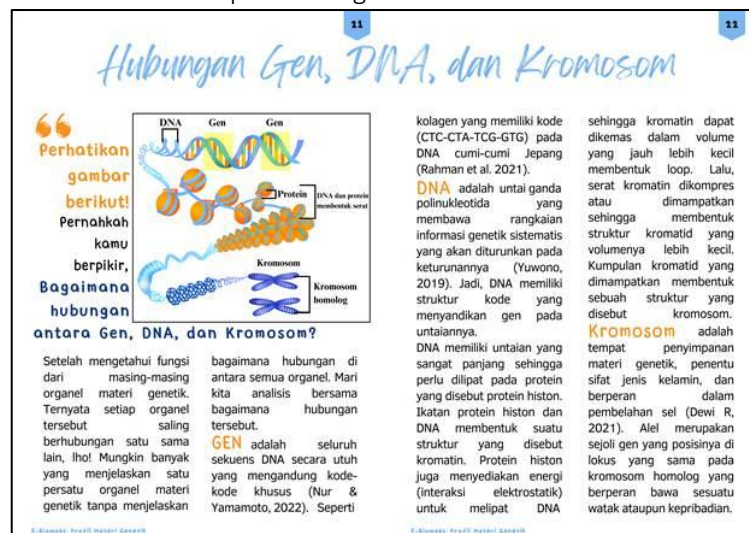 21
21
Hubungan Gen, DNA, dan Kromosom
Perhatikan
gambar
berikut!
Pernahkah
kamu
berpikir,
Bagaimana
hubungan
antara Gen, DNA, dan Kromosom?
DNA
Gen
Gen
Protein
DNA dan protein
membentuk serat
Kromosom
Kromosom
homolog
Setelah mengetahui fungsi
dari masing-masing
organel materi genetik.
Ternyata setiap organel
tersebut saling
berhubungan satu sama
lain, lho! Mungkin banyak
yang menjelaskan satu
persatu organel materi
genetik tanpa menjelaskan
bagaimana hubungan di
antara semua organel. Mari
kita analisis bersama
bagaimana hubungan
tersebut.
GEN adalah seluruh
sekuens DNA secara utuh
yang mengandung kode-
kode khusus (Nur &
Yamamoto, 2022). Seperti
kolagen yang memiliki kode
(CTC-CTA-TCG-GTG) pada
DNA cumi-cumi Jepang
(Rahman et al. 2021).
DNA adalah untai ganda
polinukleotida yang
membawa rangkaian
informasi genetik sistematis
yang akan diturunkan pada
keturunannya (Yuwono,
2019). Jadi, DNA memiliki
struktur kode yang
menyandikan gen pada
untaiannya.
DNA memiliki untaian yang
sangat panjang sehingga
perlu dilipat pada protein
yang disebut protein histon.
Ikatan protein histon dan
DNA membentuk suatu
struktur yang disebut
kromatin. Protein histon
juga menyediakan energi
(interaksi elektrostatik)
untuk melipat DNA
sehingga kromatin dapat
dikemas dalam volume
yang jauh lebih kecil
membentuk loop. Lalu,
serat kromatin dikompres
atau dimampatkan
sehingga membentuk
struktur kromatid yang
volumenya lebih kecil.
Kumpulan kromatid yang
dimampatkan membentuk
sebuah struktur yang
disebut kromosom.
Kromosom adalah
tempat penyimpanan
materi genetik, penentu
sifat jenis kelamin, dan
berperan dalam
pembelahan sel (Dewi R,
2021). Alel merupakan
sejoli gen yang posisinya di
lokus yang sama pada
kromosom homolog yang
berperan bawa sesuatu
watak ataupun kepribadian.
Materi Genetik
Materi Genetik